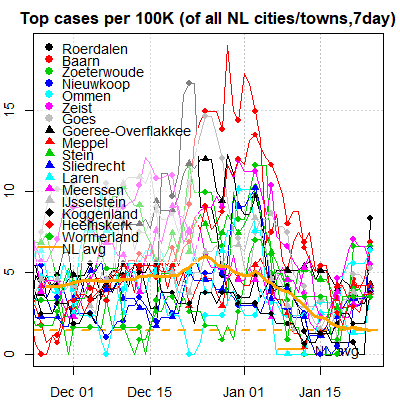 Top cases per 100K (of all NL cities/towns,7day)
Roerdalen
Baarn
Zoeterwoude
Nieuwkoop
Ommen
Zeist
Goes
Goeree-Overflakkee
Meppel
Stein
Sliedrecht
Laren
Meerssen
IJsselstein
Koggenland
Heemskerk
Wormerland
NL avg
NL avg
0
5
10
15
Dec 01
Dec 15
Jan 01
Jan 15